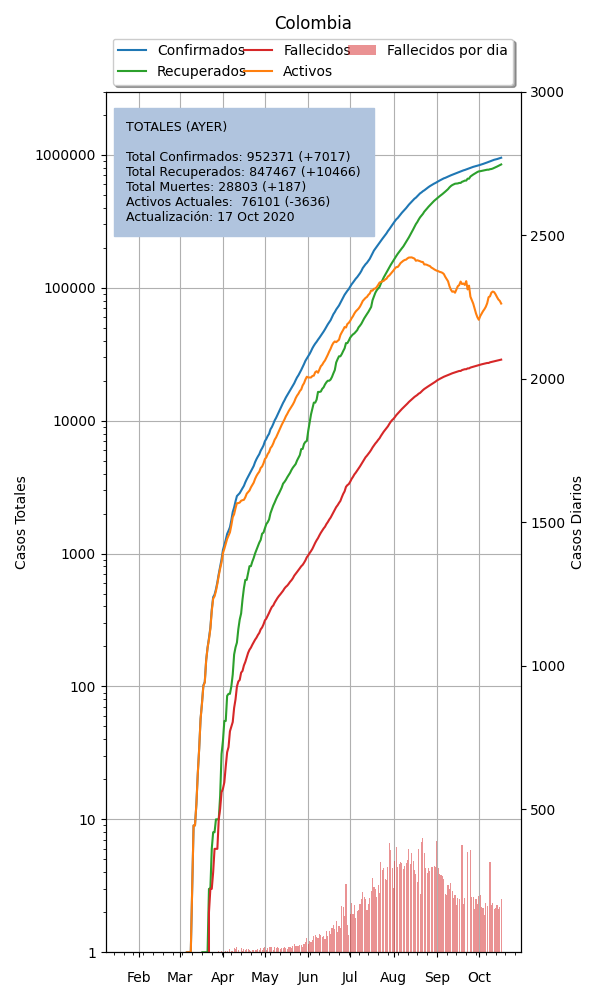 Colombia
Confirmados Fallecidos Fallecidos por dia
Recuperados Activos
TOTALES (AYER)
Total Confirmados: 952371 (+7017)
Total Recuperados: 847467 (+10466)
Total Muertes: 28803 (+187)
Activos Actuales:  76101 (-3636)
Actualización: 17 Oct 2020
Casos Totales
1000000
100000
10000
1000
100
10
1
3000
2500
2000
1500
1000
500
Casos Diarios
Feb Mar Apr May Jun Jul Aug Sep Oct